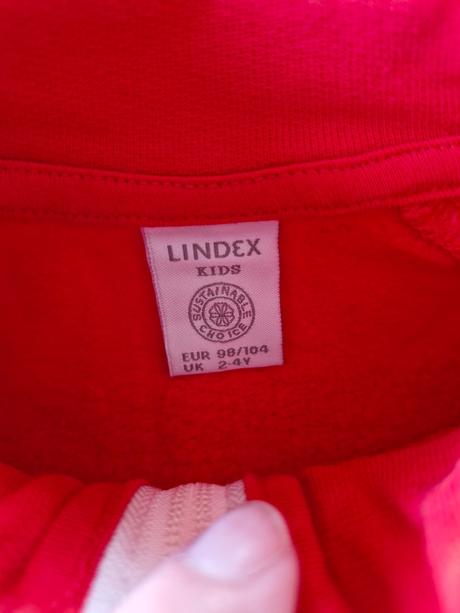 LINDEX
KIDS
SUSTAINABLE
CHOICE
EUR 98/104
UK 2-4Y